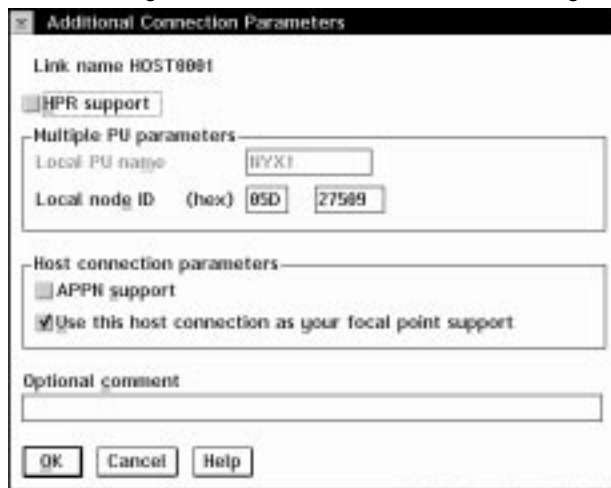 Additional Connection Parameters
Link name HOST0001
HPR support
Multiple PU parameters
Local PU name NYX1
Local node ID (hex) 05D 27509
Host connection parameters
APPN support
Use this host connection as your focal point support
Optional comment
OK Cancel Help